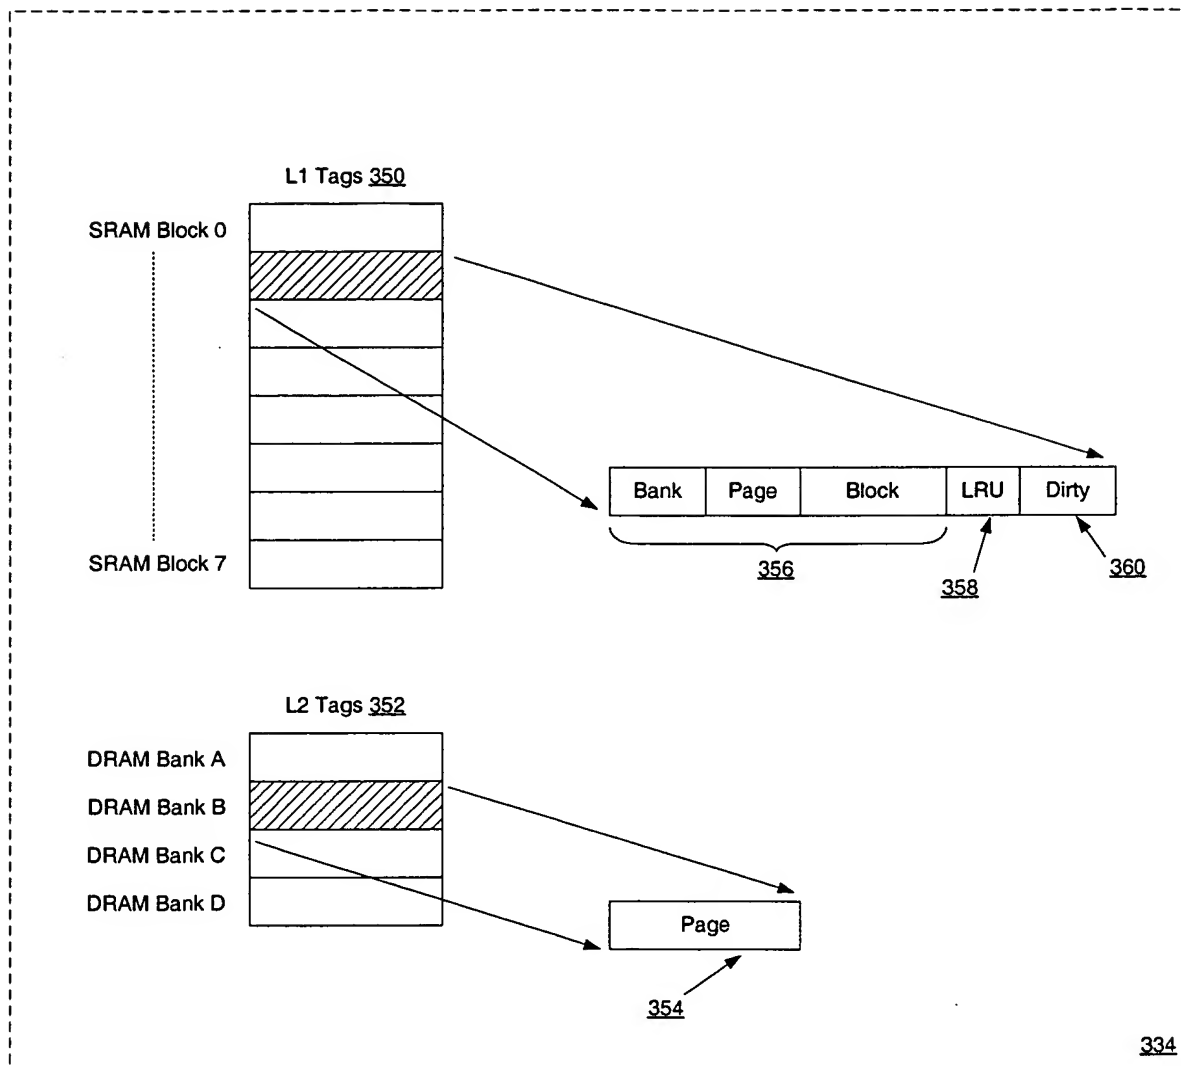 L1 Tags 350
SRAM Block 0
Bank Page Block LRU Dirty
SRAM Block 7
356
358
360
L2 Tags 352
DRAM Bank A
DRAM Bank B
DRAM Bank C
DRAM Bank D
Page
354
334